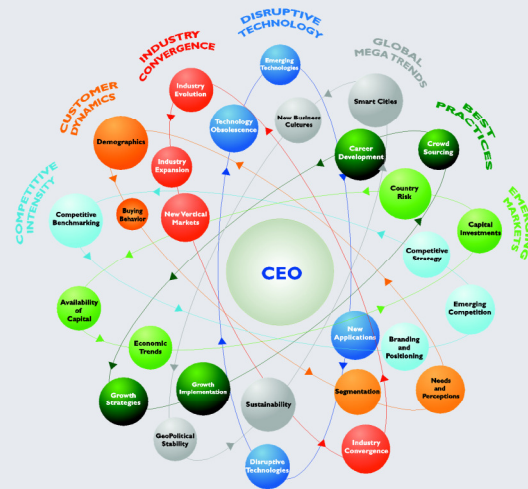 DISRUPTIVE
TECHNOLOGY
INDUSTRY
CONVERGENCE
GLOBAL
MEGA TRENDS
CUSTOMER
DYNAMICS
BEST
PRACTICES
COMPETITIVE
INTENSITY
EMERGING
MARKETS
Emerging
Technologies
Industry
Evolution
Smart Cities
New Business
Cultures
Technology
Obsolescence
Demographics
Career
Development
Crowd
Sourcing
Industry
Expansion
Country
Risk
Competitive
Benchmarking
Buying
Behavior
New Vertical
Markets
Capital
Investments
Competitive
Strategy
CEO
Availability
of Capital
Emerging
Competition
Economic
Trends
New
Applications
Branding
and
Positioning
Growth
Strategies
Growth
Implementation
Sustainability
Segmentation
Needs
and
Perceptions
GeoPolitical
Stability
Industry
Convergence
Disruptive
Technologies